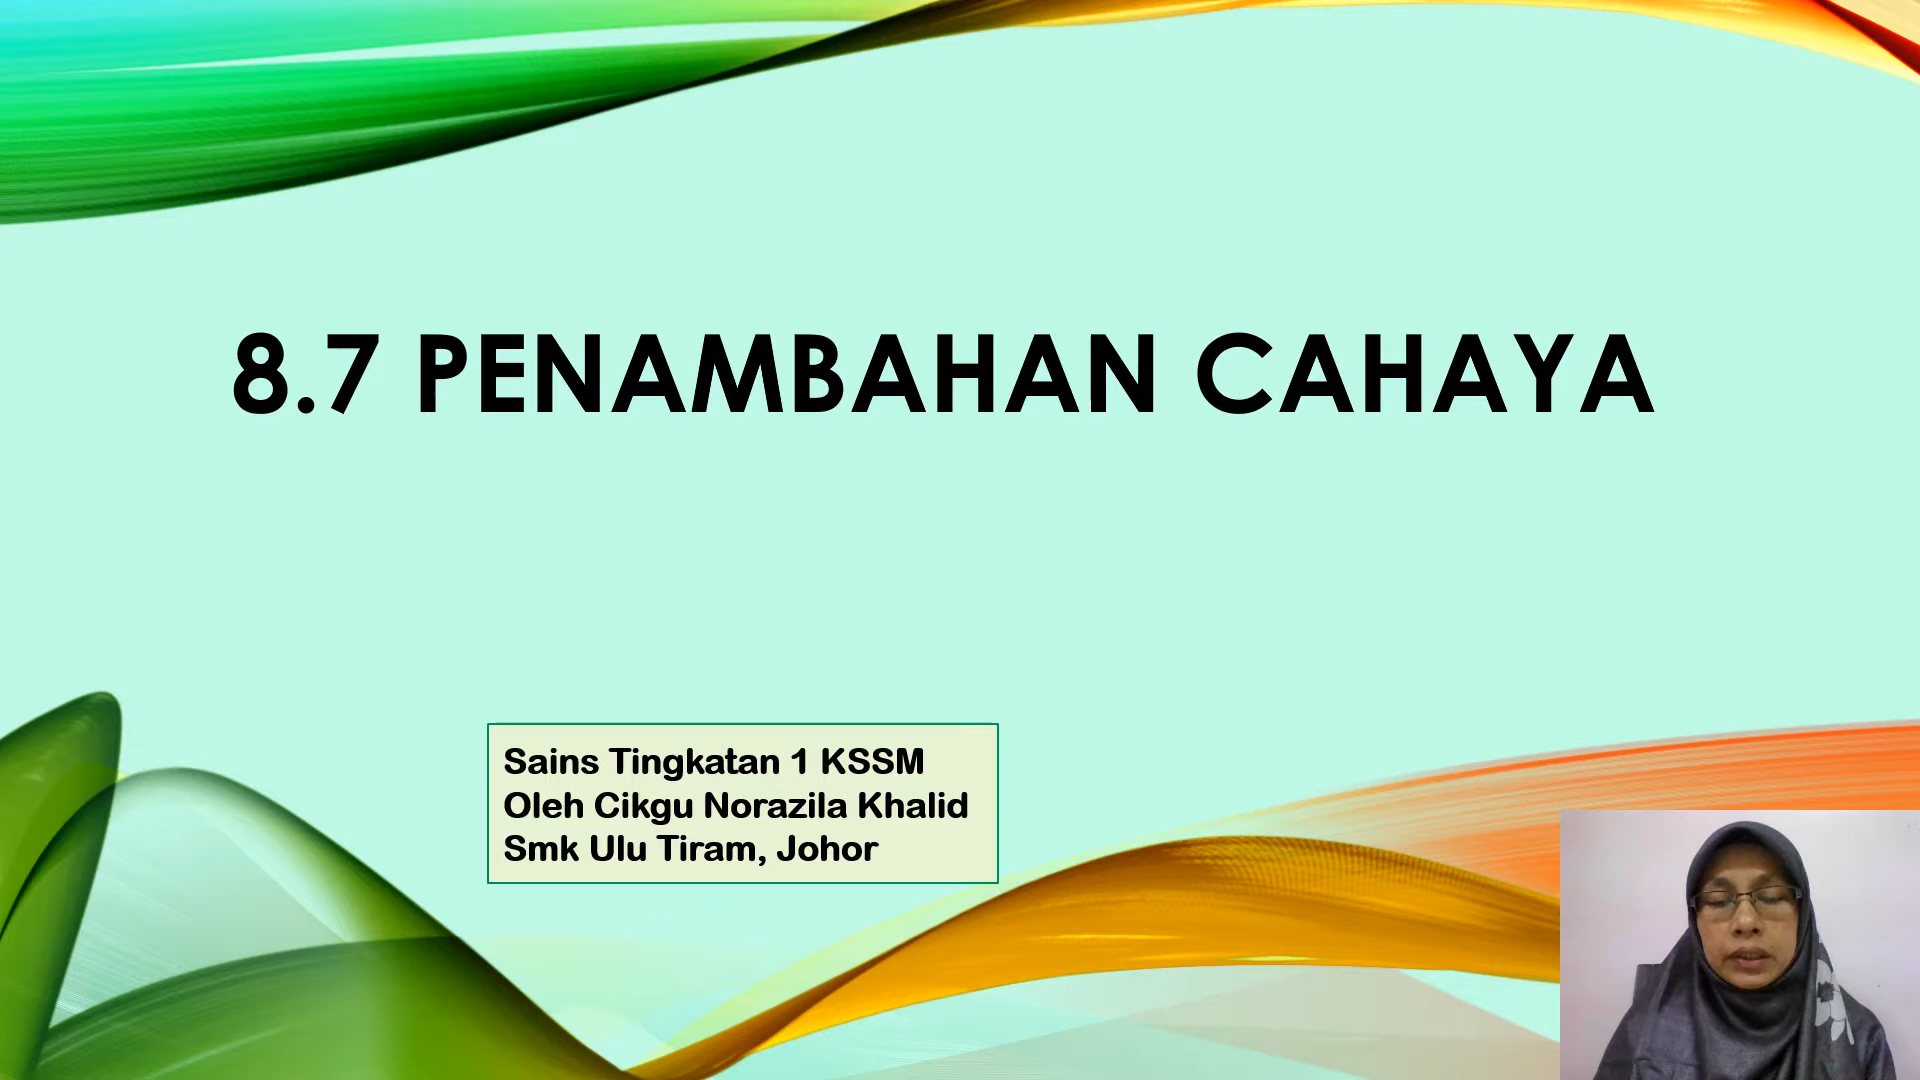 8.7 PENAMBAHAN CAHAYA
Sains Tingkatan 1 KSSM
Oleh Cikgu Norazila Khalid
Smk Ulu Tiram, Johor